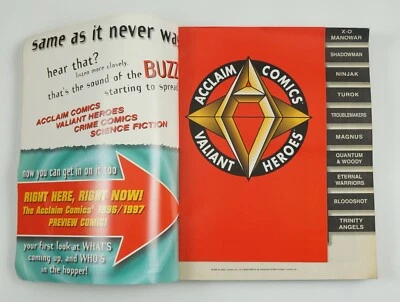 same as it never wa
hear that?
listen more closely.
that's the sound of the BUZZ
starting to sprea
ACCLAIM COMICS
VALIANT HEROES
CRIME COMICS
SCIENCE FICTION
now you can get in on it too
RIGHT HERE, RIGHT NOW!
The Acclaim Comics' 1996/1997
PREVIEW COMIC!
your first look at WHAT'S
coming up, and WHO'S
in the hopper!
ACCLAIM COMICS
VALIANT HEROES
X-O
MANOWAR
SHADOWMAN
NINJAK
TUROK
TROUBLEMAKERS
MAGNUS
QUANTUM
& WOODY
ETERNAL
WARRIORS
BLOODSHOT
TRINITY
ANGELS